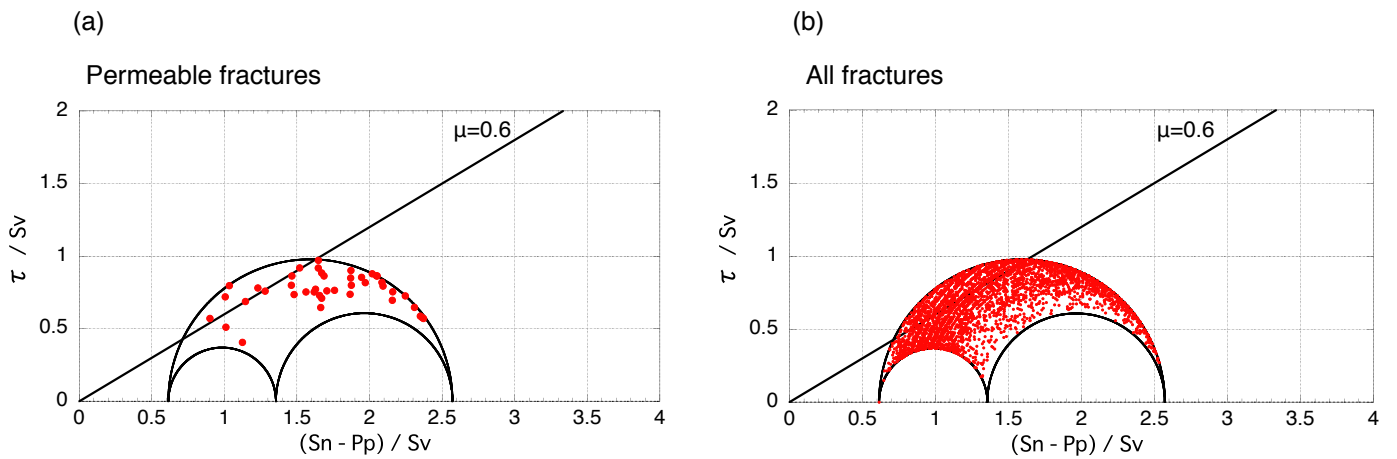 (a)
Permeable fractures
2
1.5
1
0.5
0
τ / Sv
μ=0.6
0 0.5 1 1.5 2 2.5 3 3.5 4
(Sn - Pp) / Sv
(b)
All fractures
2
1.5
1
0.5
0
τ / Sv
μ=0.6
0 0.5 1 1.5 2 2.5 3 3.5 4
(Sn - Pp) / Sv